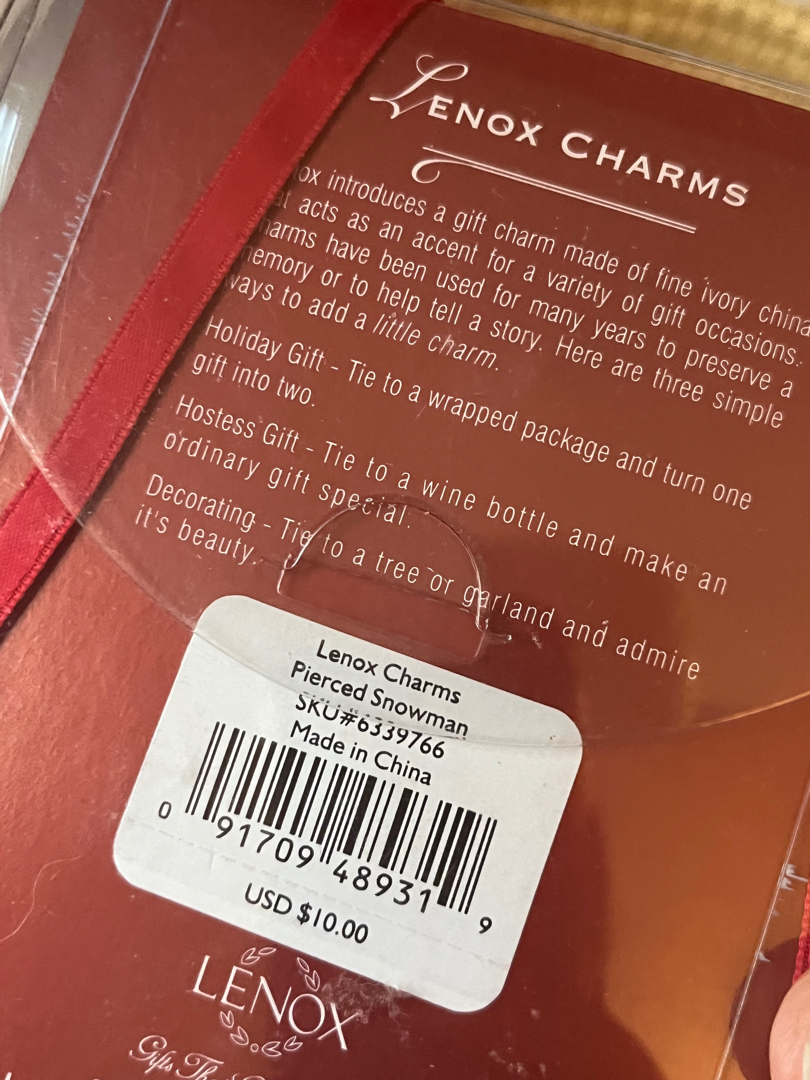 LENOX CHARMS
ox introduces a gift charm made of fine ivory china
acts as an accent for a variety of gift occasions.
harms have been used for many years to preserve a
memory or to help tell a story. Here are three simple
ways to add a little charm.
Holiday Gift - Tie to a wrapped package and turn one
gift into two.
Hostess Gift - Tie to a wine bottle and make an
ordinary gift special.
Decorating - Tie to a tree or garland and admire
it's beauty.
Lenox Charms
Pierced Snowman
SKU#6339766
Made in China
0 91709 48931 9
USD $10.00
LENOX
Gifts